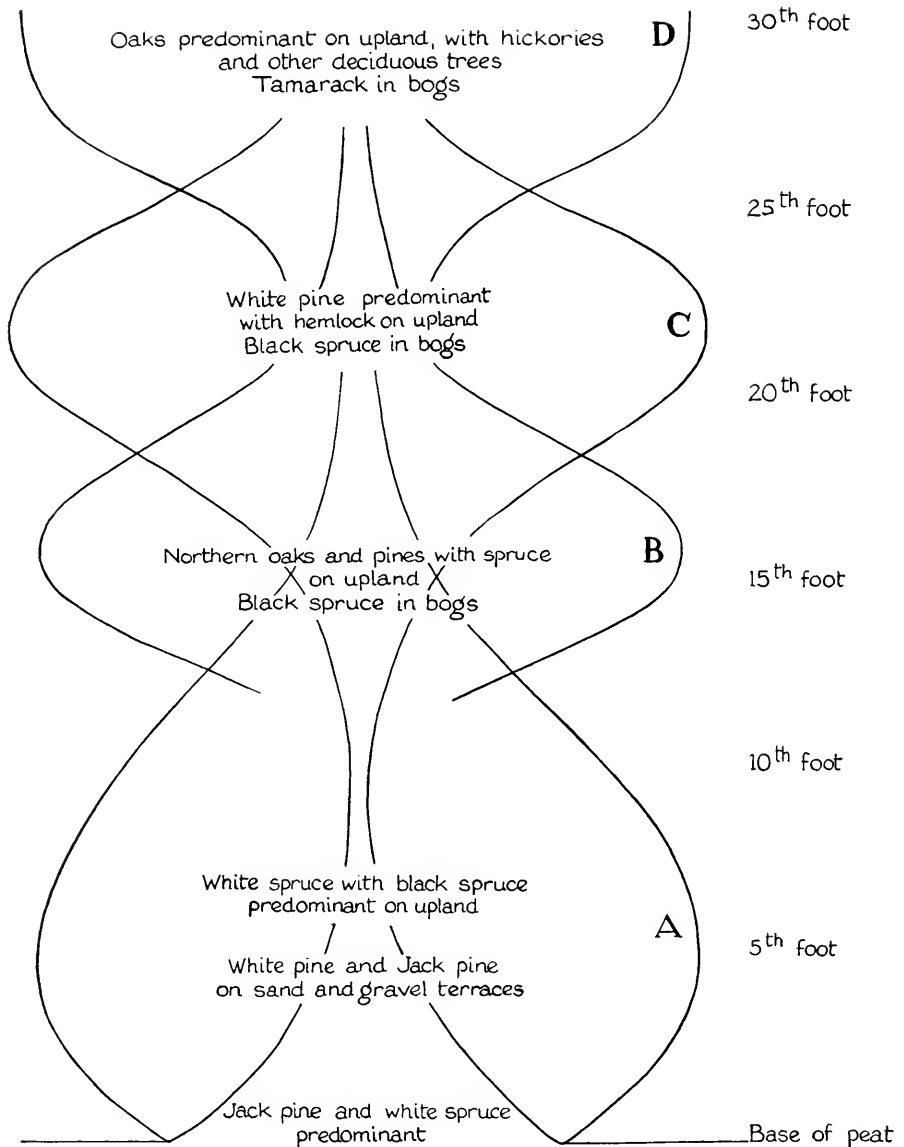 Oaks predominant on upland, with hickories
and other deciduous trees
Tamarack in bogs
D
30th foot
25th foot
White pine predominant
with hemlock on upland
Black spruce in bogs
C
20th foot
Northern oaks and pines with spruce
on upland
Black spruce in bogs
B
15th foot
10th foot
White spruce with black spruce
predominant on upland
A
5th foot
White pine and Jack pine
on sand and gravel terraces
Jack pine and white spruce
predominant
Base of peat